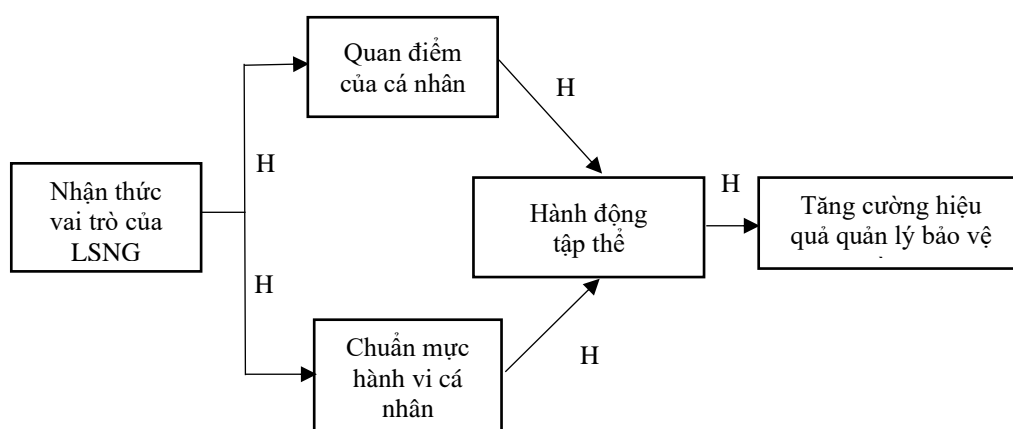 Quan điểm
của cá nhân
H
H
Nhận thức
vai trò của
LSNG
H
Hành động
tập thể
Tăng cường hiệu
quả quản lý bảo vệ
H
Chuẩn mực
hành vi cá
nhân
H